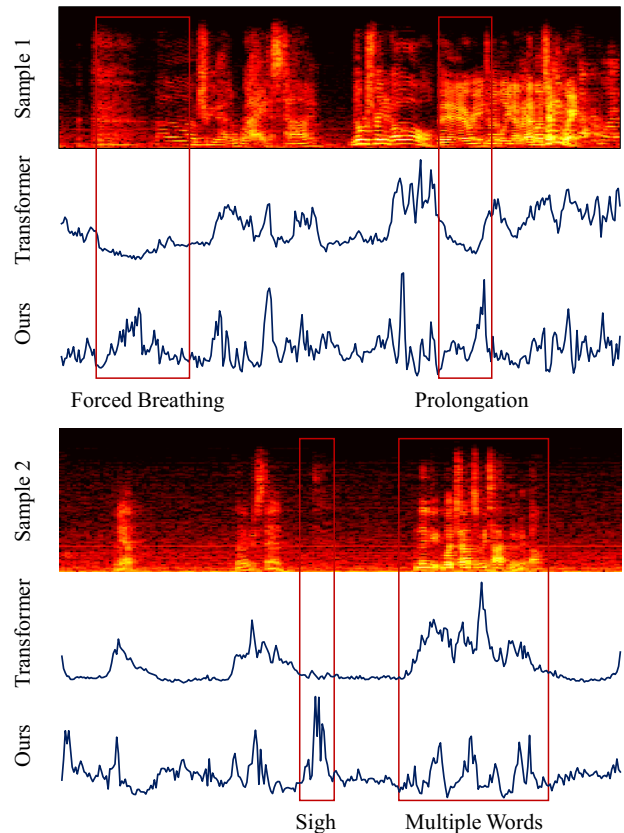 Sample 1
Transformer
Ours
Forced Breathing
Prolongation
Sample 2
Transformer
Ours
Sigh
Multiple Words